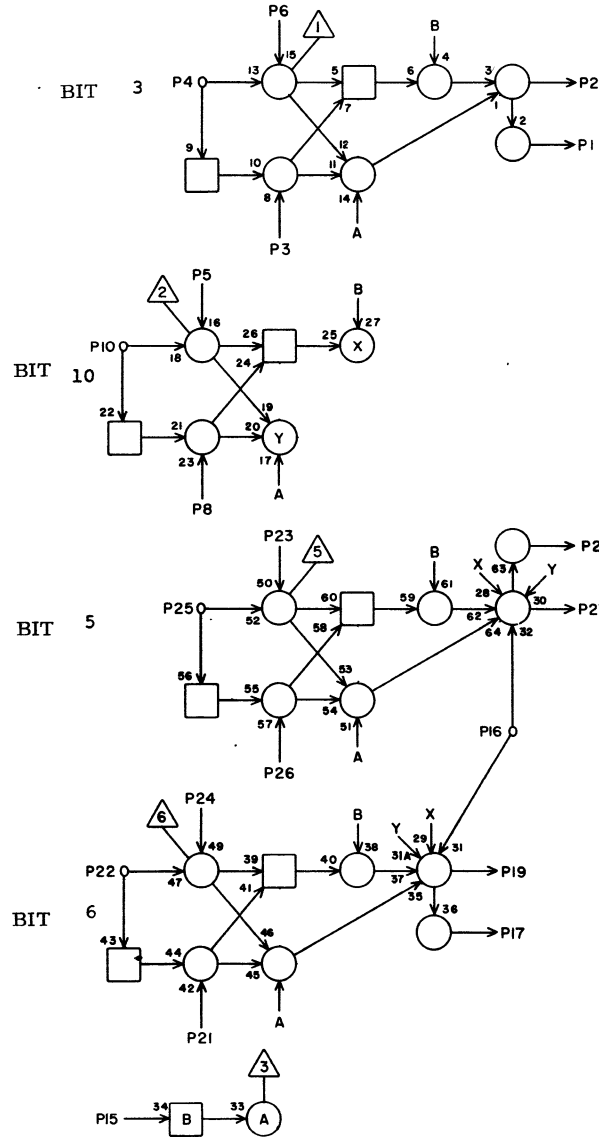 P6
1
B
15
BIT 3 P4 13 5 6 4 3 P2
7 1 2
9 12 P1
10 11
8 14
P3 A
P5
2 B
16 27
P10 18 26 25 X
24
BIT 10
22 19
21 20 Y
23 17
P8 A
P23
5 B P2
50 61 63 X Y
P25 52 60 59 62 28 30 P2
BIT 5 58 64 32
56 53
55 54
57 51 P16
P26 A
P24
6 B Y X
49 38 31A 29 31
P22 47 39 40 37 P19
41 35
BIT 6 36
43 46 P17
44 45
42
P21 A
3
P15 34 B 33 A